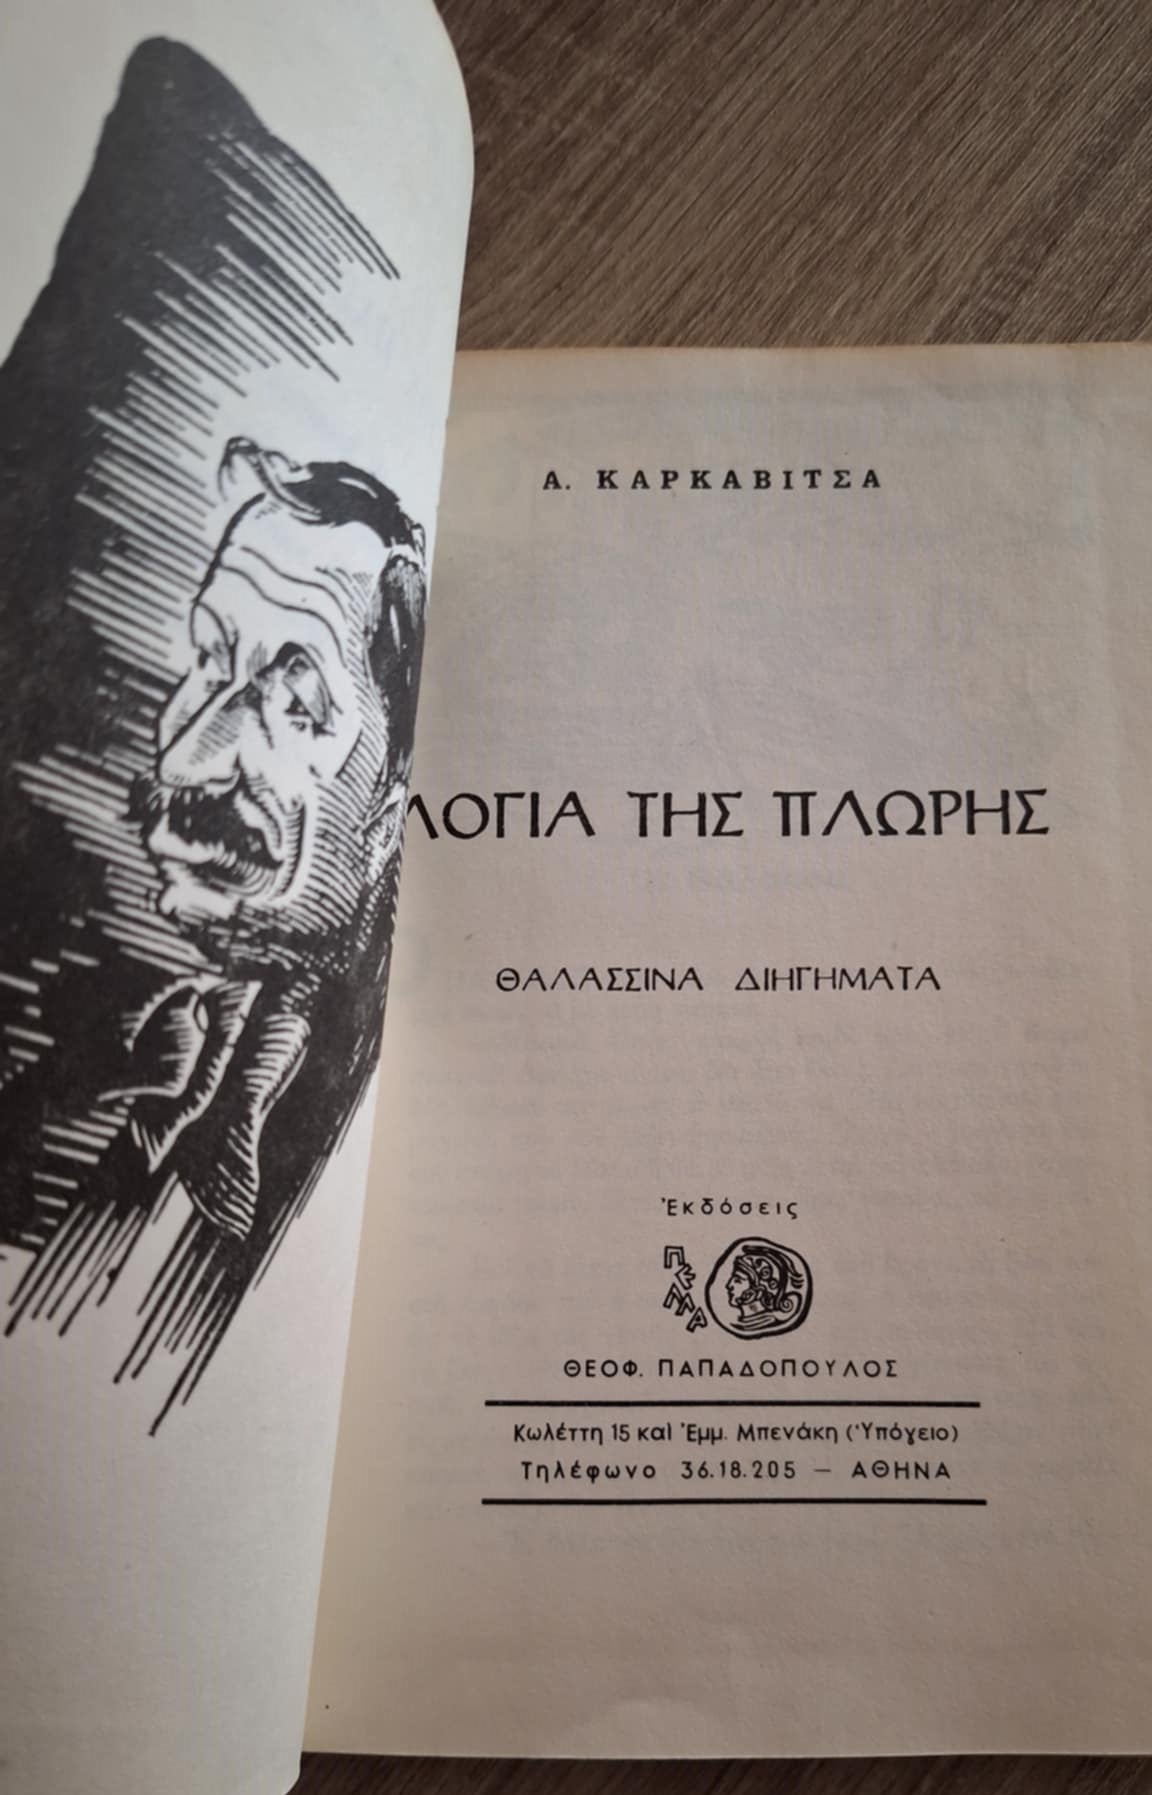 Α. ΚΑΡΚΑΒΙΤΣΑ
ΛΟΓΙΑ ΤΗΣ ΠΛΩΡΗΣ
ΘΑΛΑΣΣΙΝΑ ΔΙΗΓΗΜΑΤΑ
Ἐκδόσεις
ΠΕΛΛΑ
ΘΕΟΦ. ΠΑΠΑΔΟΠΟΥΛΟΣ
Κωλέττη 15 καὶ Ἐμμ. Μπενάκη (Ὑπόγειο)
Τηλέφωνο 36.18.205 — ΑΘΗΝΑ